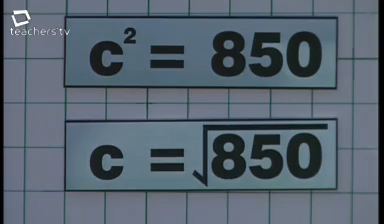 teachers tv
c² = 850
c = √850